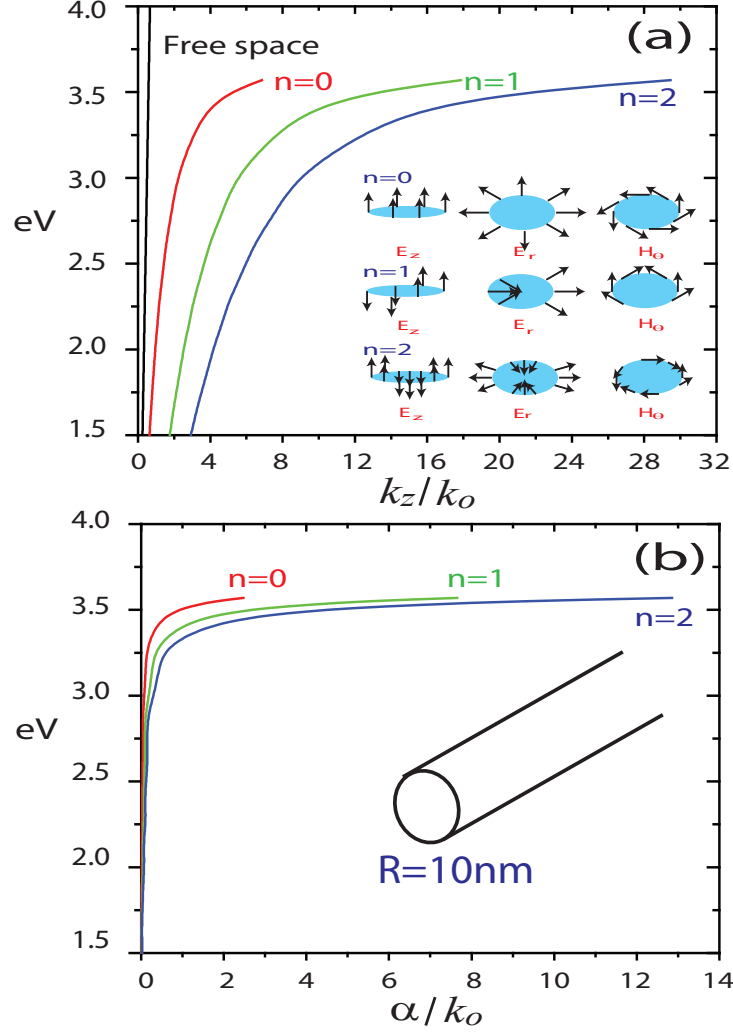 4.0
(a)
Free space
n=0
n=1
n=2
3.5
3.0
eV
2.5
2.0
1.5
n=0
E_z
E_r
H_θ
n=1
E_z
E_r
H_θ
n=2
E_z
E_r
H_θ
0 4 8 12 16 20 24 28 32
k_z/k_o
4.0
(b)
n=0
n=1
n=2
3.5
3.0
eV
2.5
2.0
1.5
R=10nm
0 2 4 6 8 10 12 14
α/k_o